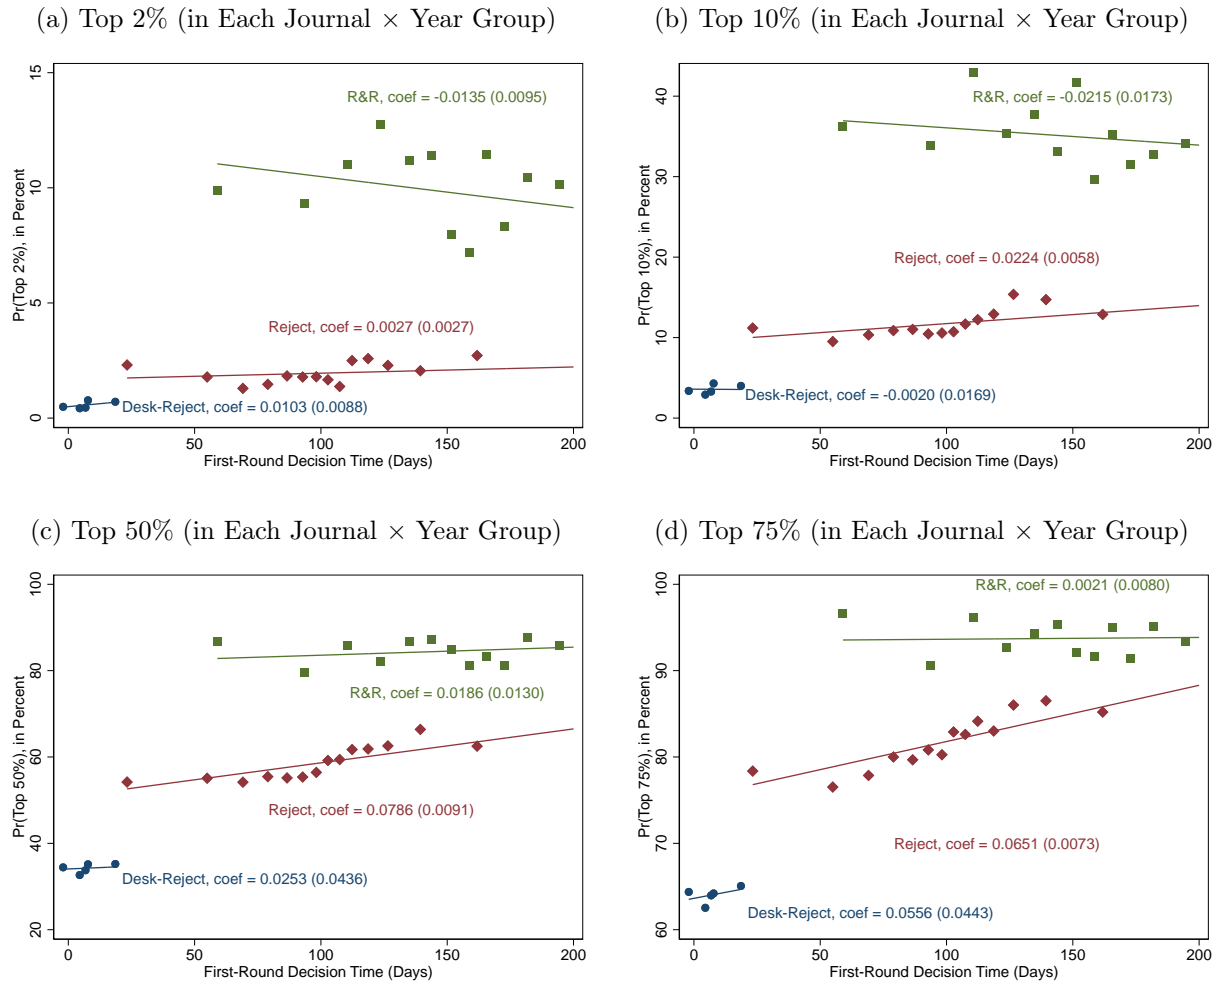 (a) Top 2% (in Each Journal × Year Group)
Pr(Top 2%), in Percent
15
10
5
0
R&R, coef = -0.0135 (0.0095)
Reject, coef = 0.0027 (0.0027)
Desk-Reject, coef = 0.0103 (0.0088)
0 50 100 150 200
First-Round Decision Time (Days)
(b) Top 10% (in Each Journal × Year Group)
Pr(Top 10%), in Percent
40
30
20
10
0
R&R, coef = -0.0215 (0.0173)
Reject, coef = 0.0224 (0.0058)
Desk-Reject, coef = -0.0020 (0.0169)
0 50 100 150 200
First-Round Decision Time (Days)
(c) Top 50% (in Each Journal × Year Group)
Pr(Top 50%), in Percent
100
80
60
40
20
R&R, coef = 0.0186 (0.0130)
Reject, coef = 0.0786 (0.0091)
Desk-Reject, coef = 0.0253 (0.0436)
0 50 100 150 200
First-Round Decision Time (Days)
(d) Top 75% (in Each Journal × Year Group)
Pr(Top 75%), in Percent
100
90
80
70
60
R&R, coef = 0.0021 (0.0080)
Reject, coef = 0.0651 (0.0073)
Desk-Reject, coef = 0.0556 (0.0443)
0 50 100 150 200
First-Round Decision Time (Days)